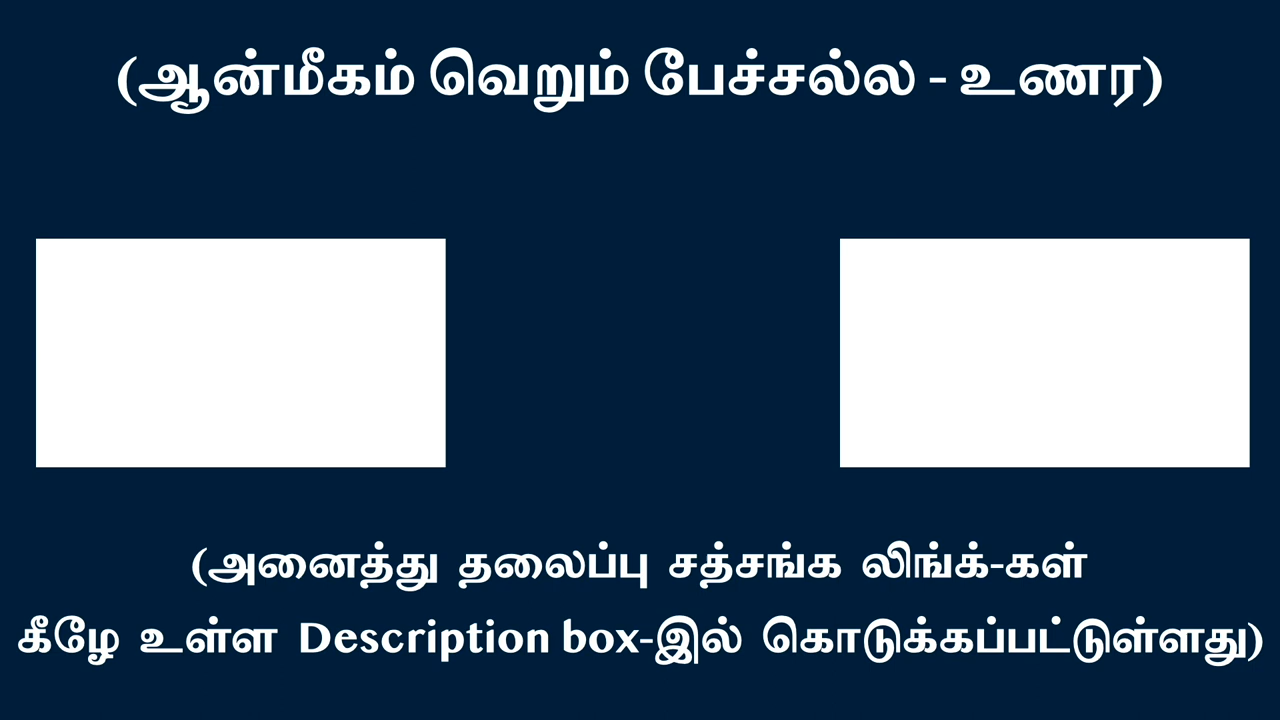 (ஆன்மீகம் வெறும் பேச்சல்ல - உணர)
(அனைத்து தலைப்பு சத்சங்க லிங்க்-கள்
கீழே உள்ள Description box-இல் கொடுக்கப்பட்டுள்ளது)